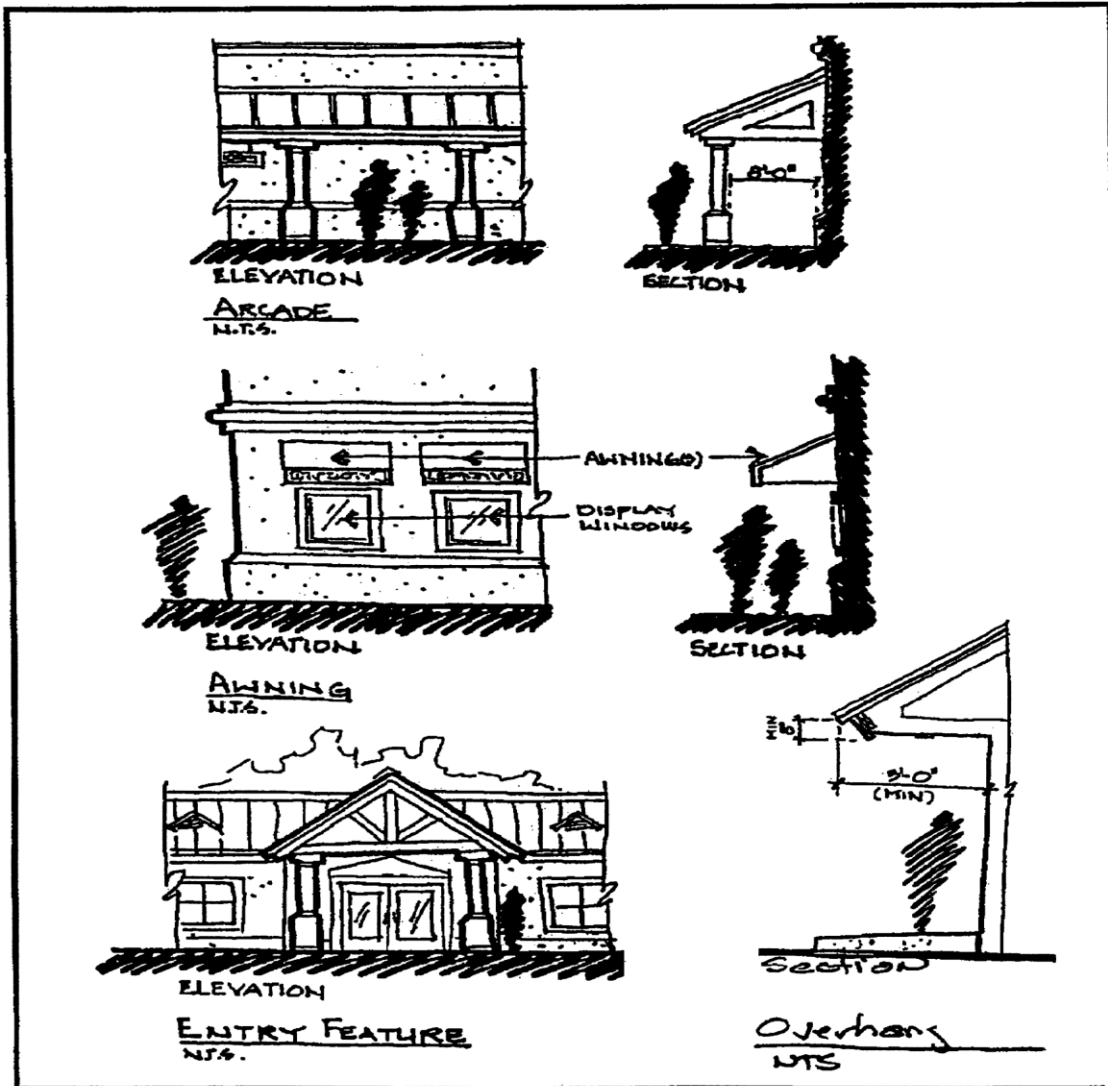 8'-0"
ELEVATION
SECTION
ARCADE
N.T.S.
AWNING(S)
DISPLAY
WINDOWS
ELEVATION
SECTION
AWNING
N.T.S.
MIN
3'-0"
(MIN)
ELEVATION
Section
ENTRY FEATURE
N.T.S.
Overhang
NTS